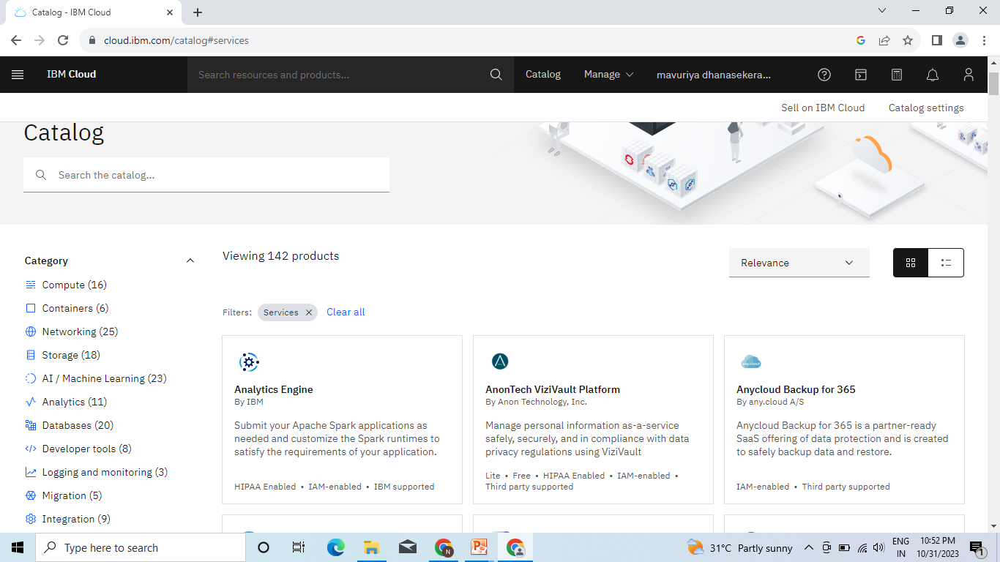 Catalog - IBM Cloud
cloud.ibm.com/catalog#services
IBM Cloud
Search resources and products...
Catalog
Manage
mavuriya dhanasekera...
Sell on IBM Cloud
Catalog settings
Catalog
Search the catalog...
Category
Compute (16)
Containers (6)
Networking (25)
Storage (18)
AI / Machine Learning (23)
Analytics (11)
Databases (20)
Developer tools (8)
Logging and monitoring (3)
Migration (5)
Integration (9)
Viewing 142 products
Relevance
Filters:
Services
Clear all
Analytics Engine
By IBM
Submit your Apache Spark applications as
needed and customize the Spark runtimes to
satisfy the requirements of your application.
HIPAA Enabled • IAM-enabled • IBM supported
AnonTech ViziVault Platform
By Anon Technology, Inc.
Manage personal information as-a-service
safely, securely, and in compliance with data
privacy regulations using ViziVault
Lite • Free • HIPAA Enabled • IAM-enabled •
Third party supported
Anycloud Backup for 365
By any.cloud A/S
Anycloud Backup for 365 is a partner-ready
SaaS offering of data protection and is created
to safely backup data and restore.
IAM-enabled • Third party supported
Type here to search
N
31°C Partly sunny
ENG
IN
10:52 PM
10/31/2023
1